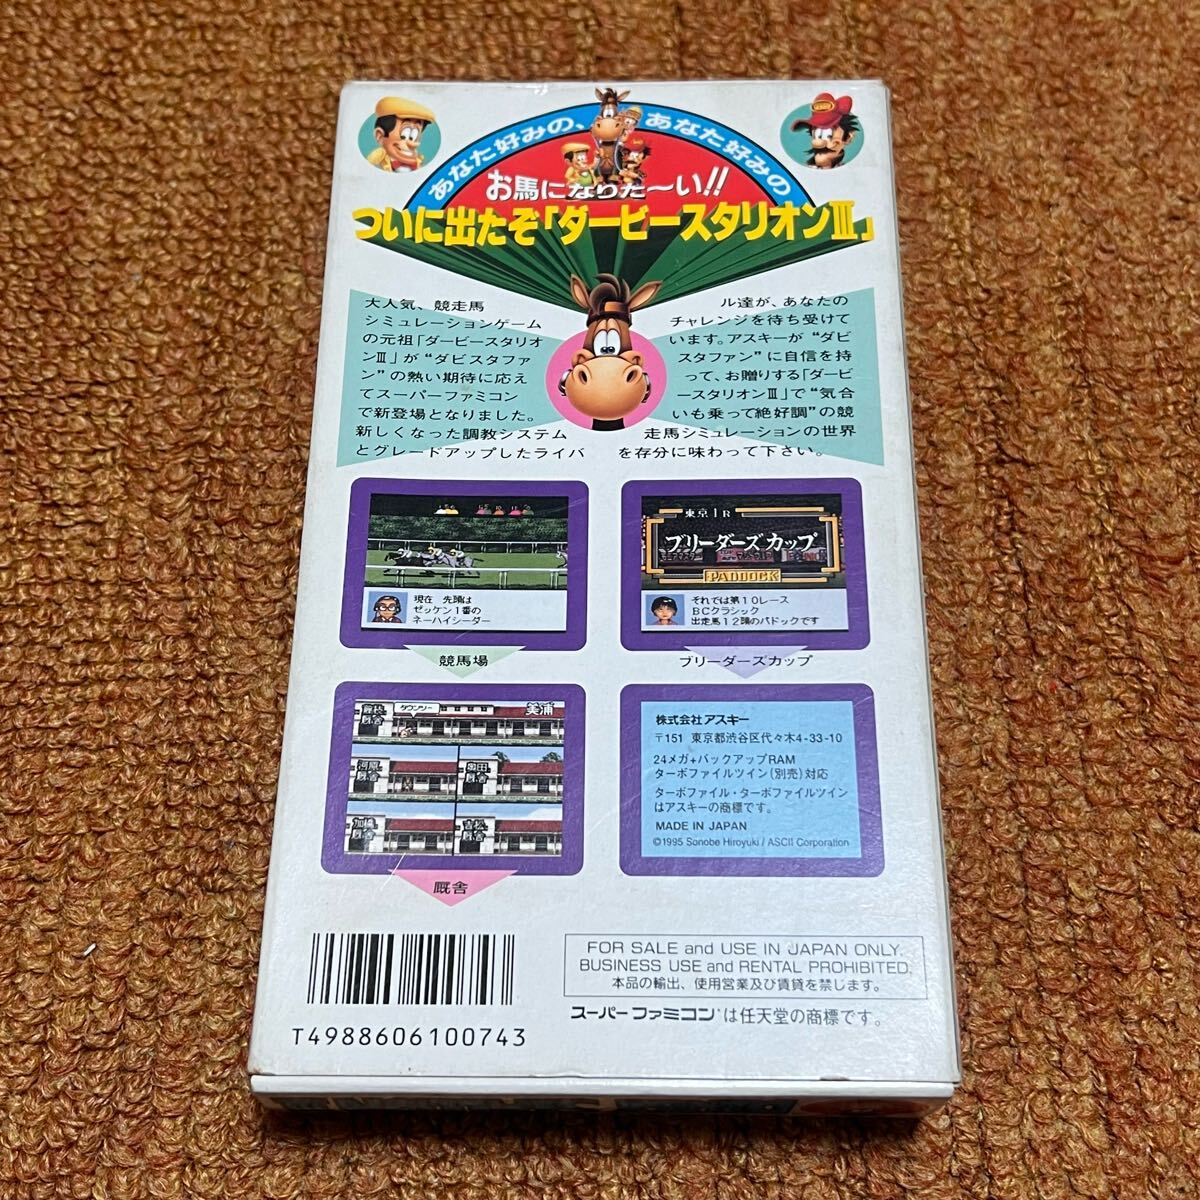 あなた好みの、あなた好みの
お馬になりた〜い!!
ついに出たぞ「ダービースタリオンⅢ」
大人気、競走馬
シミュレーションゲーム
の元祖「ダービースタリオ
ンⅢ」が“ダビスタファ
ン”の熱い期待に応え
てスーパーファミコン
で新登場となりました。
新しくなった調教システム
とグレードアップしたライバ
ル達が、あなたの
チャレンジを待ち受けて
います。アスキーが“ダビ
スタファン”に自信を持
って、お贈りする「ダービ
ースタリオンⅢ」で“気合
いも乗って絶好調”の競
走馬シミュレーションの世界
を存分に味わって下さい。
現在 先頭は
ゼッケン1番の
ネーハイシーダー
競馬場
東京1R
ブリーダーズカップ
PADDOCK
それでは第10レース
BCクラシック
出走馬12頭のパドックです
ブリーダーズカップ
タウンリー
美浦
厩舎
河原
厩舎
奥田
厩舎
加橋
厩舎
厩舎
厩舎
株式会社アスキー
〒151 東京都渋谷区代々木4-33-10
24メガ+バックアップRAM
ターボファイルツイン(別売)対応
ターボファイル・ターボファイルツイン
はアスキーの商標です。
MADE IN JAPAN
©1995 Sonobe Hiroyuki / ASCII Corporation
T4988606100743
FOR SALE and USE IN JAPAN ONLY.
BUSINESS USE and RENTAL PROHIBITED.
本品の輸出、使用営業及び賃貸を禁じます。
スーパーファミコンは任天堂の商標です。